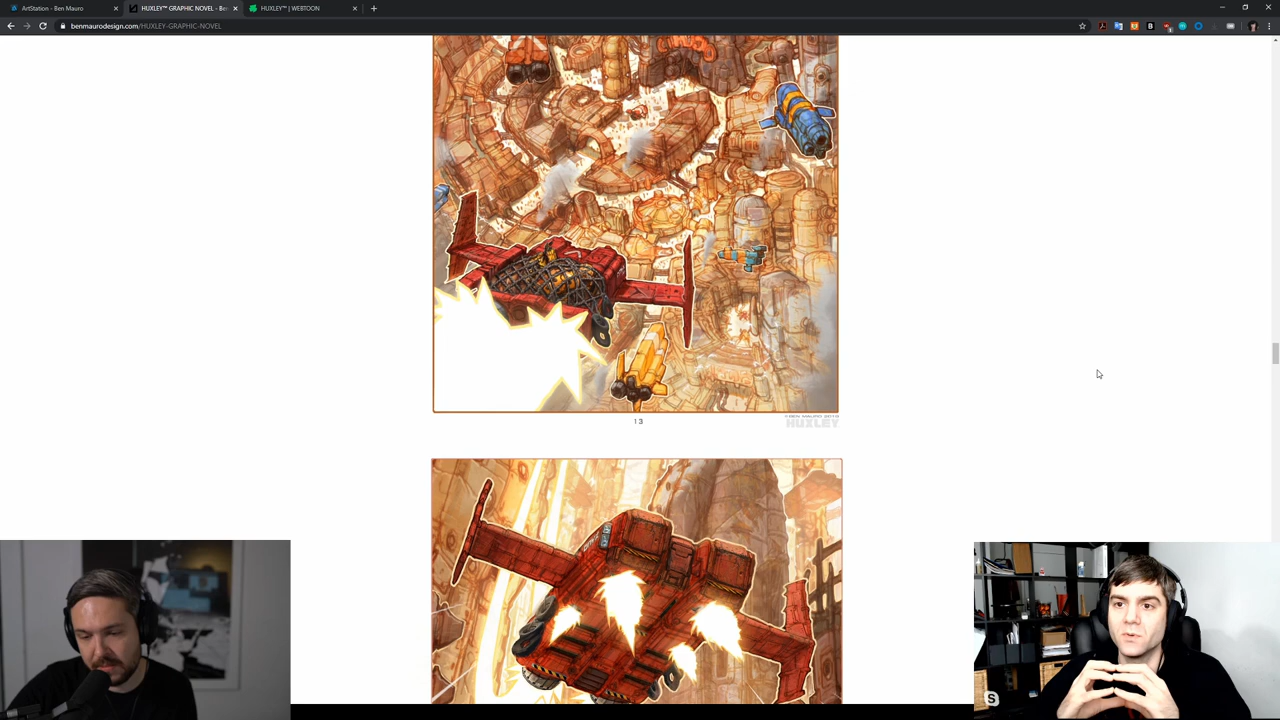 ArtStation - Ben Mauro
HUXLEY™ GRAPHIC NOVEL - Be
HUXLEY™ | WEBTOON
benmaurodesign.com/HUXLEY-GRAPHIC-NOVEL
13
HUXLEY